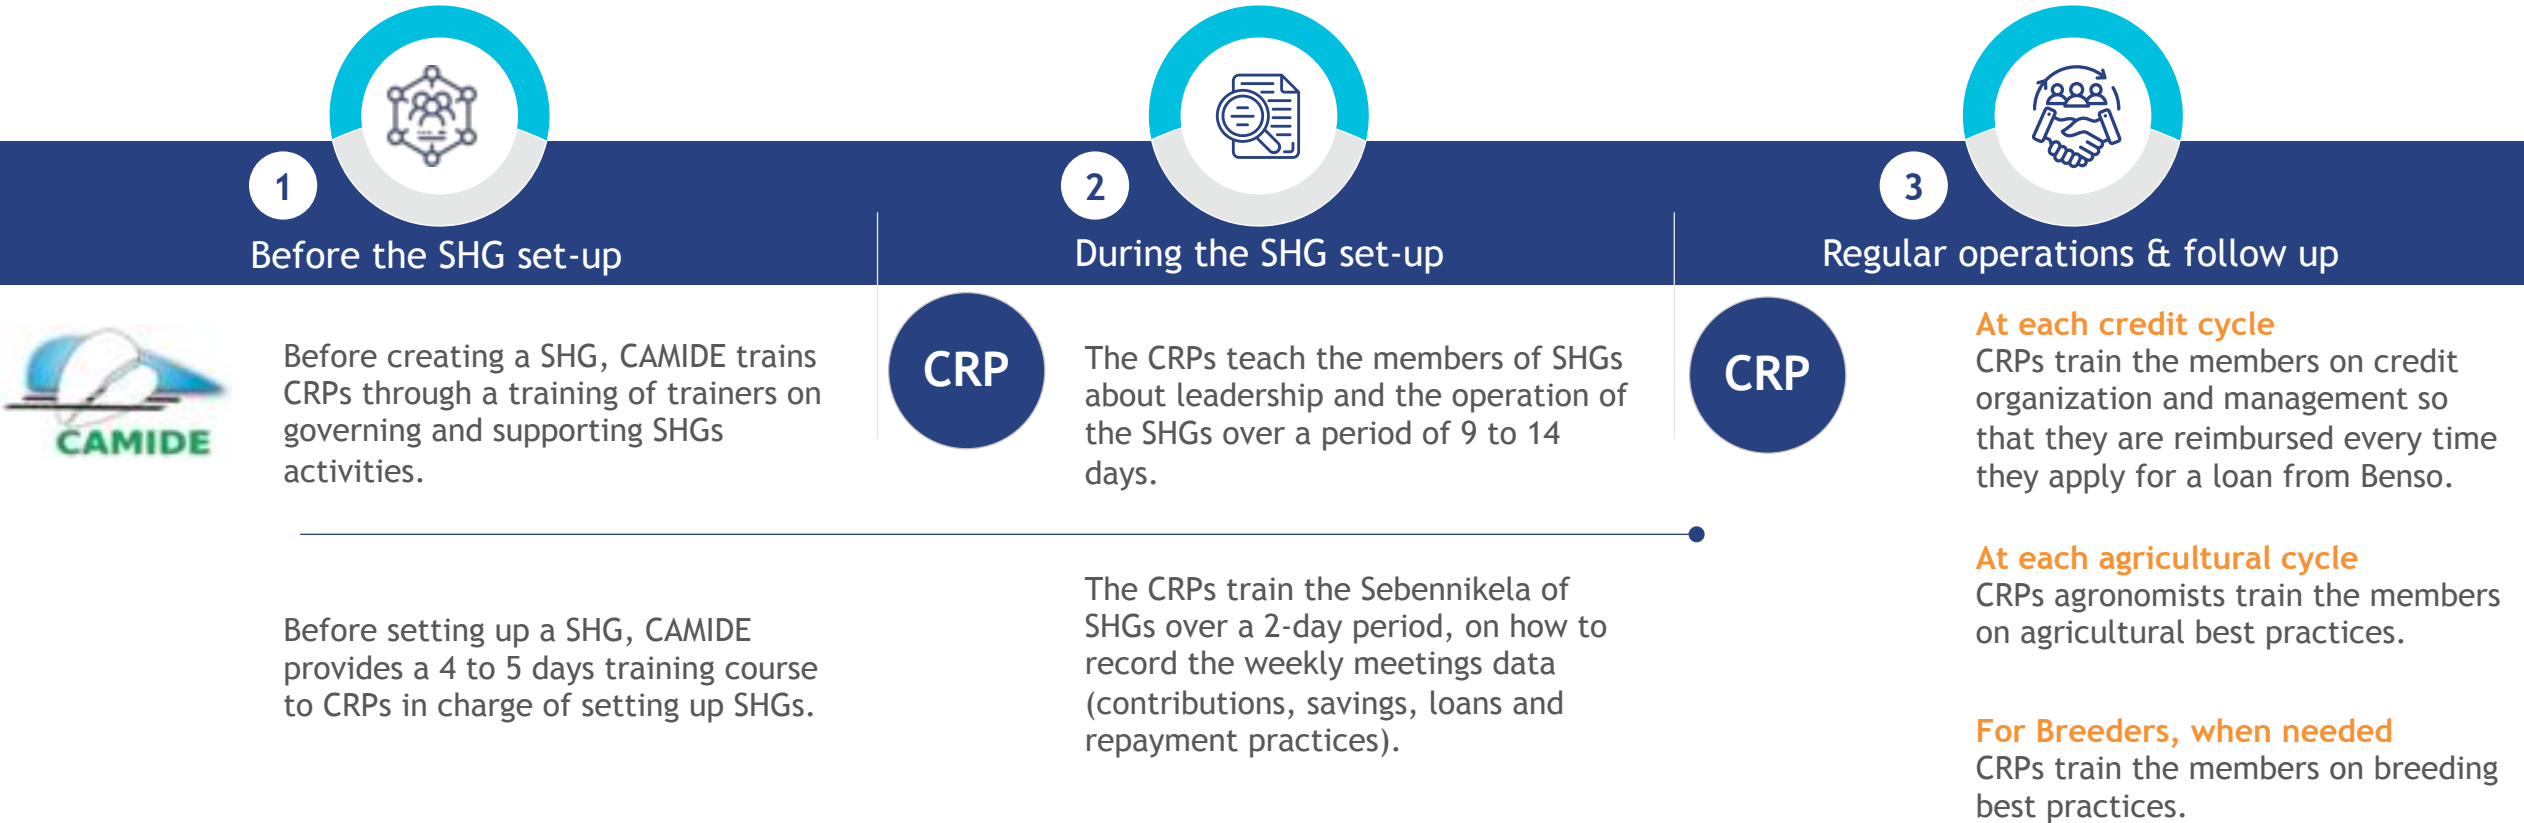 1
Before the SHG set-up
2
During the SHG set-up
3
Regular operations & follow up
CAMIDE
Before creating a SHG, CAMIDE trains
CRPs through a training of trainers on
governing and supporting SHGs
activities.
Before setting up a SHG, CAMIDE
provides a 4 to 5 days training course
to CRPs in charge of setting up SHGs.
CRP
The CRPs teach the members of SHGs
about leadership and the operation of
the SHGs over a period of 9 to 14
days.
The CRPs train the Sebennikela of
SHGs over a 2-day period, on how to
record the weekly meetings data
(contributions, savings, loans and
repayment practices).
CRP
At each credit cycle
CRPs train the members on credit
organization and management so
that they are reimbursed every time
they apply for a loan from Benso.
At each agricultural cycle
CRPs agronomists train the members
on agricultural best practices.
For Breeders, when needed
CRPs train the members on breeding
best practices.